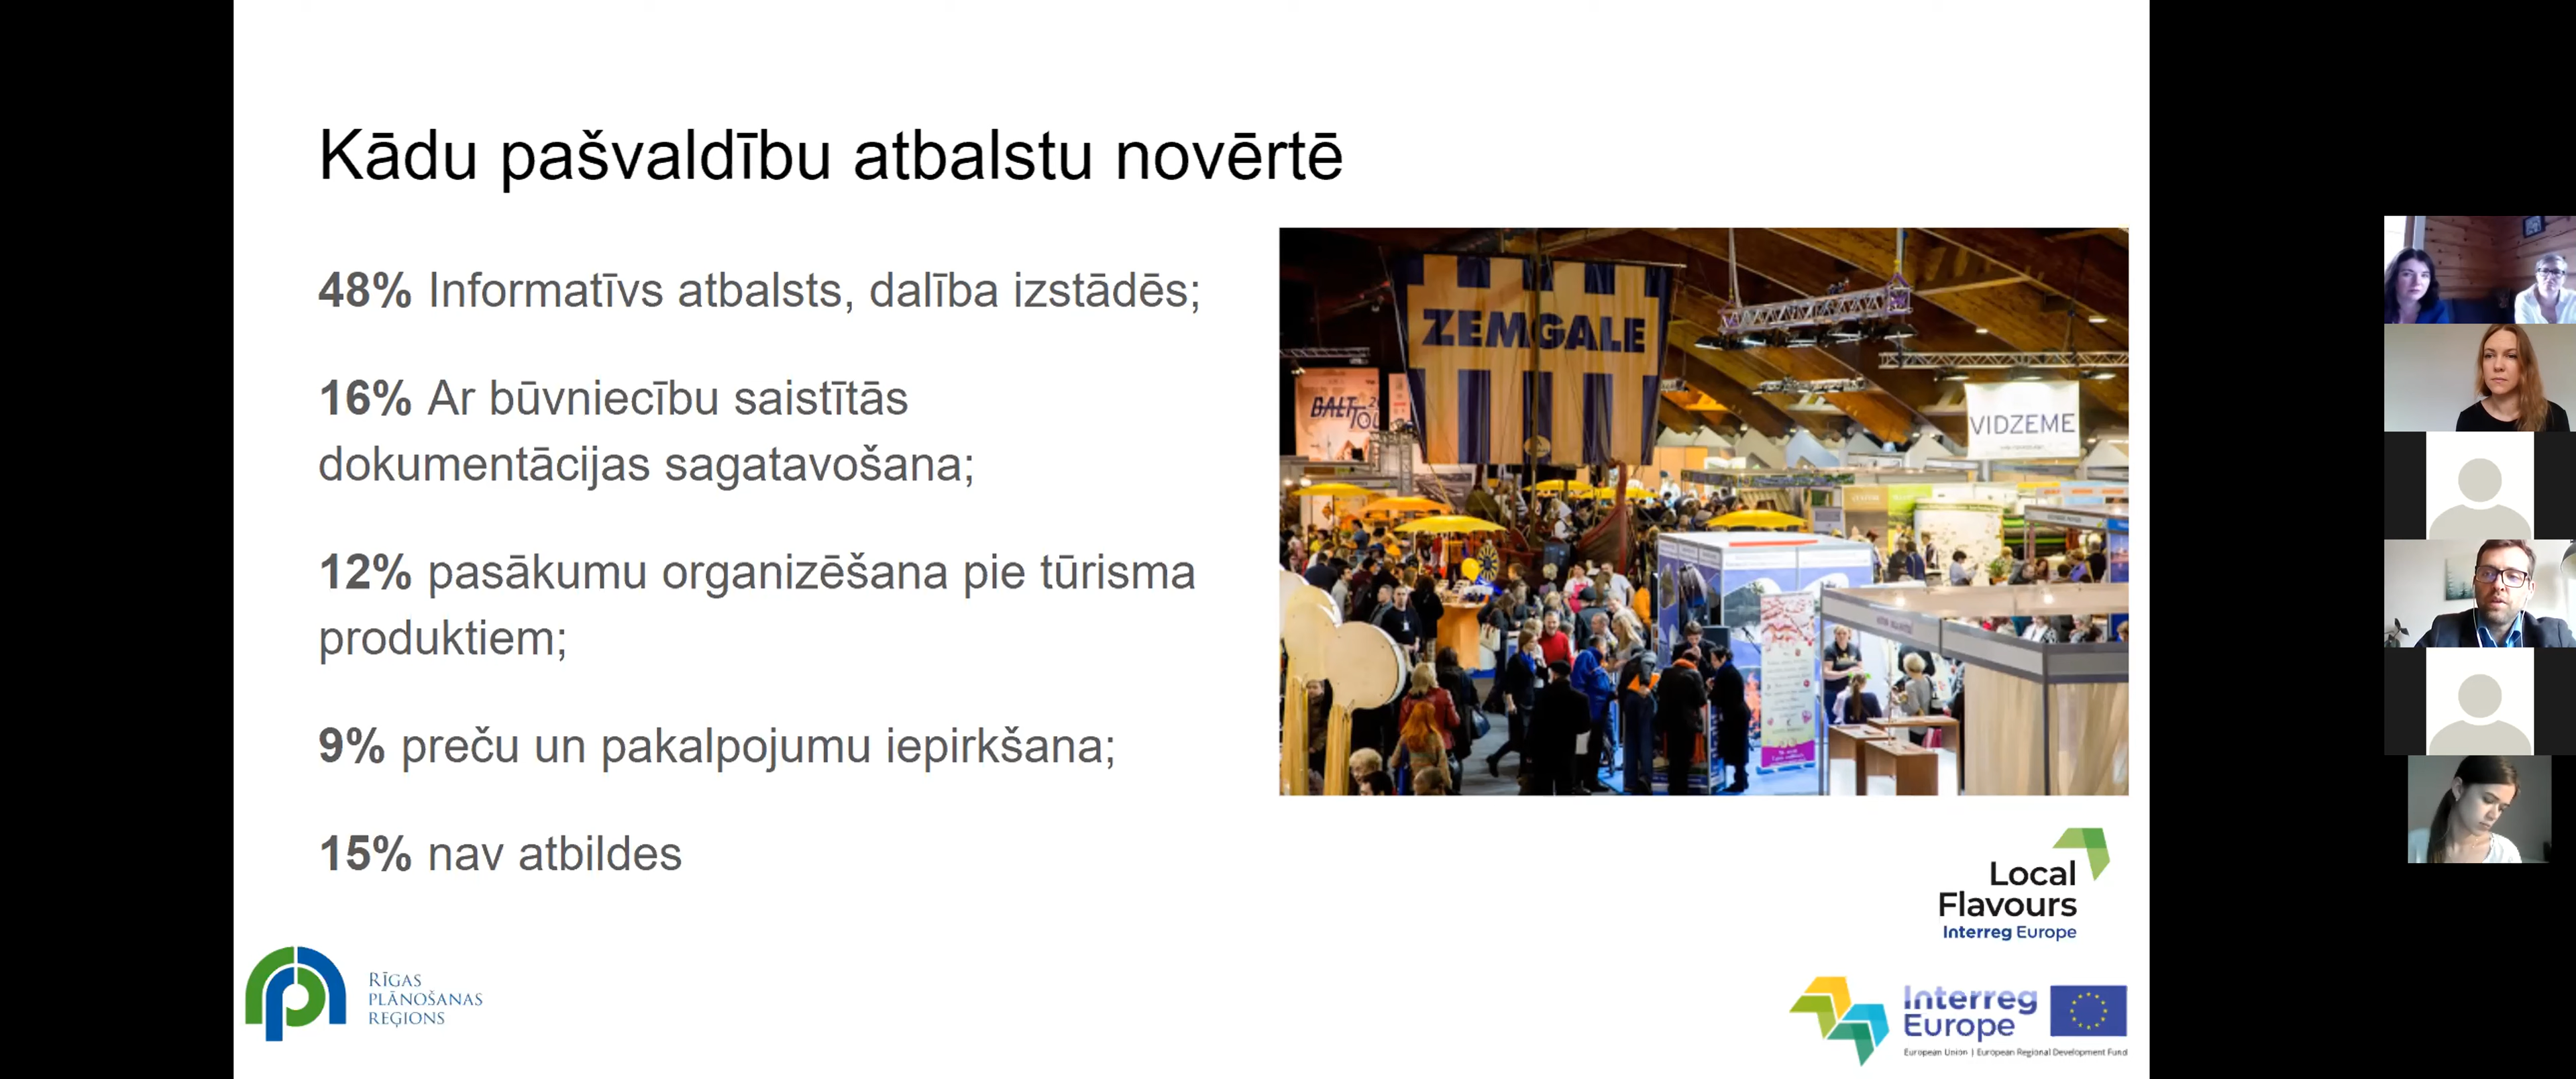 Kādu pašvaldību atbalstu novērtē
48% Informatīvs atbalsts, dalība izstādēs;
16% Ar būvniecību saistītās
dokumentācijas sagatavošana;
12% pasākumu organizēšana pie tūrisma
produktiem;
9% preču un pakalpojumu iepirkšana;
15% nav atbildes
ZEMGALE
VIDZEME
Local
Flavours
Interreg Europe
RĪGAS
PLĀNOŠANAS
REĢIONS
Interreg
Europe
European Union | European Regional Development Fund